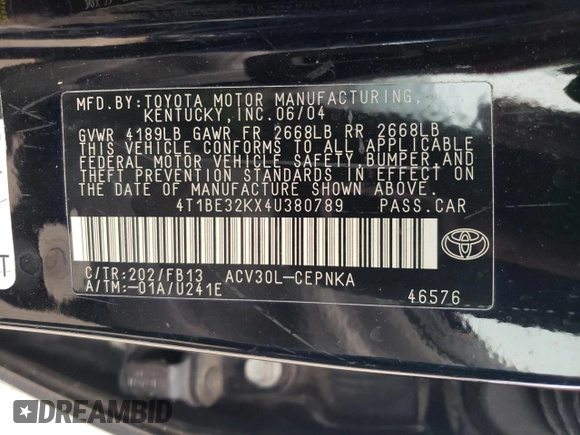 MFD.BY:TOYOTA MOTOR MANUFACTURING,
KENTUCKY,INC.06/04
GVWR 4189LB GAWR FR 2668LB RR 2668LB
THIS VEHICLE CONFORMS TO ALL APPLICABLE
FEDERAL MOTOR VEHICLE SAFETY,BUMPER,AND
THEFT PREVENTION STANDARDS IN EFFECT ON
THE DATE OF MANUFACTURE SHOWN ABOVE.
4T1BE32KX4U380789 PASS.CAR
C/TR:202/FB13 ACV30L-CEPNKA
A/TM:-01A/U241E
46576
DREAMBID